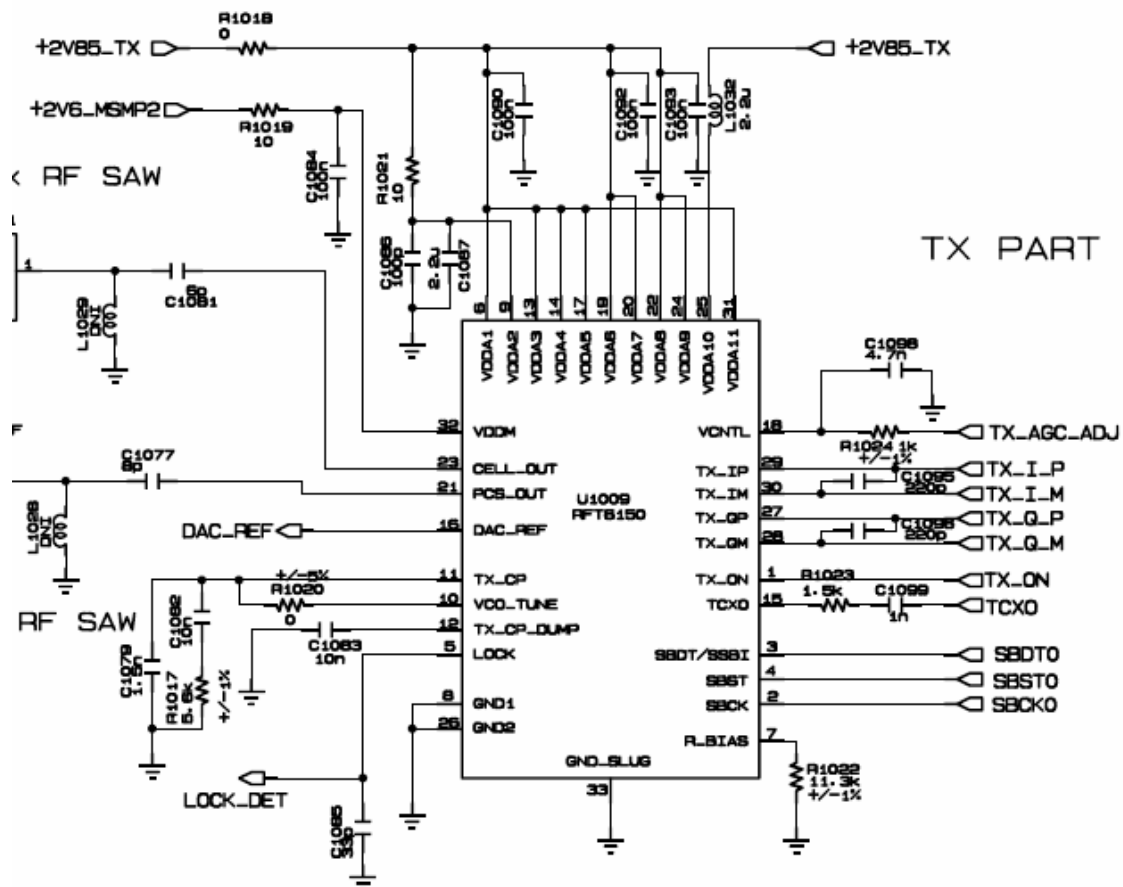 R1018
0
+2V85_TX
+2V85_TX
+2V6_MSMP2
R1019
10
C1084
100n
R1021
10
C1090
100n
C1092
100n
C1093
100n
L1032
2.2u
RF SAW
TX PART
1
6p
C1081
L1029
DNI
C1086
100p
2.2u
C1087
6
9
13
14
17
19
20
22
24
25
31
VDDA1
VDDA2
VDDA3
VDDA4
VDDA5
VDDA6
VDDA7
VDDA8
VDDA9
VDDA10
VDDA11
C1098
4.7n
32 VDDM
VCNTL 18
R1024 1k
+/-1%
TX_AGC_ADJ
23 CELL_OUT
TX_IP 29
TX_I_P
C1095
220p
C1077
8p
21 PCS_OUT
TX_IM 30
TX_I_M
U1009
RFT6150
L1028
DNI
DAC_REF
16 DAC_REF
TX_QP 27
TX_Q_P
C1096
220p
TX_QM 28
TX_Q_M
+/-5%
R1020
0
11 TX_CP
TX_ON 1
TX_ON
R1023
1.5k
C1099
1n
10 VCO_TUNE
TCXO 15
TCXO
RF SAW
C1082
10n
12 TX_CP_DUMP
C1083
10n
5 LOCK
SBDT/SSBI 3
SBDT0
C1079
1.5n
R1017
5.6k
+/-1%
SBST 4
SBST0
8 GND1
SBCK 2
SBCK0
26 GND2
R_BIAS 7
GND_SLUG
33
R1022
11.3k
+/-1%
LOCK_DET
C1085
33p